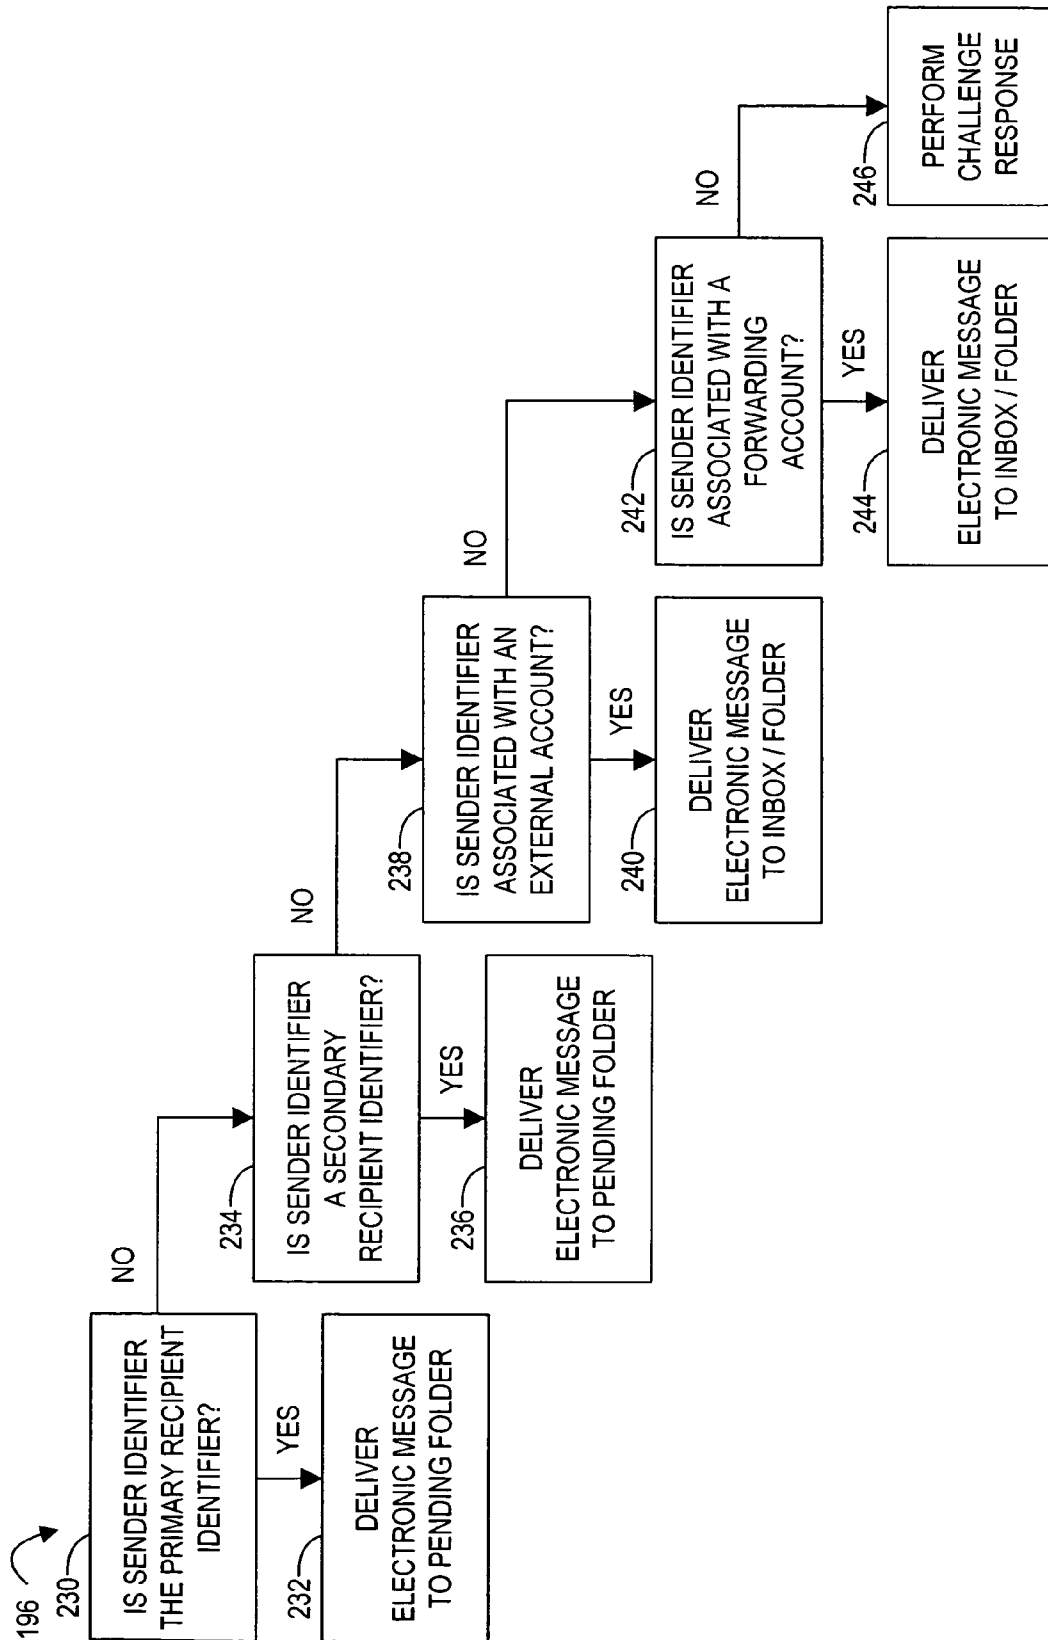 196
230
IS SENDER IDENTIFIER
THE PRIMARY RECIPIENT
IDENTIFIER?
NO
YES
232
DELIVER
ELECTRONIC MESSAGE
TO PENDING FOLDER
234
IS SENDER IDENTIFIER
A SECONDARY
RECIPIENT IDENTIFIER?
NO
YES
236
DELIVER
ELECTRONIC MESSAGE
TO PENDING FOLDER
238
IS SENDER IDENTIFIER
ASSOCIATED WITH AN
EXTERNAL ACCOUNT?
NO
YES
240
DELIVER
ELECTRONIC MESSAGE
TO INBOX / FOLDER
242
IS SENDER IDENTIFIER
ASSOCIATED WITH A
FORWARDING
ACCOUNT?
NO
YES
244
DELIVER
ELECTRONIC MESSAGE
TO INBOX / FOLDER
246
PERFORM
CHALLENGE
RESPONSE